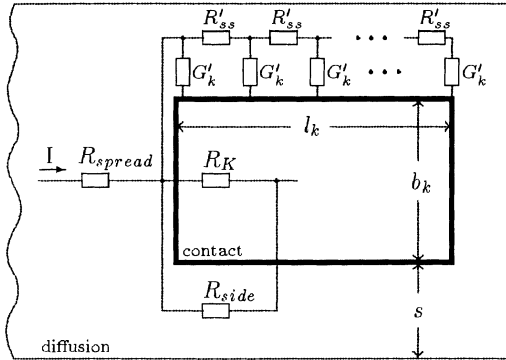 R'ss R'ss R'ss
G'k G'k G'k G'k
lk
I
Rspread
RK
bk
contact
Rside
s
diffusion